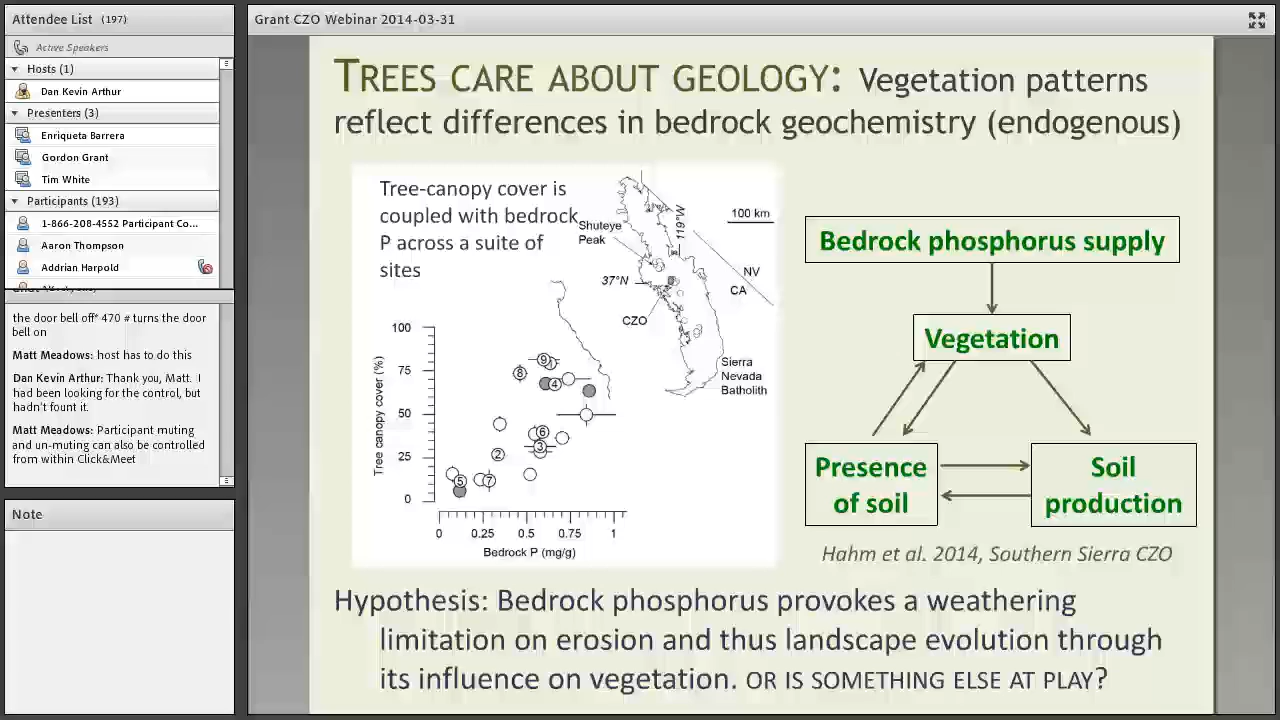 Attendee List (197)
Active Speakers
Hosts (1)
Dan Kevin Arthur
Presenters (3)
Enriqueta Barrera
Gordon Grant
Tim White
Participants (193)
1-866-208-4552 Participant Co...
Aaron Thompson
Addrian Harpold
the door bell off* 470 # turns the door
bell on
Matt Meadows: host has to do this
Dan Kevin Arthur: Thank you, Matt. I
had been looking for the control, but
hadn't fount it.
Matt Meadows: Participant muting
and un-muting can also be controlled
from within Click&Meet
Note
Grant CZO Webinar 2014-03-31
TREES CARE ABOUT GEOLOGY: Vegetation patterns
reflect differences in bedrock geochemistry (endogenous)
Tree-canopy cover is
coupled with bedrock
P across a suite of
sites
Shuteye
Peak
119°W
100 km
37°N
NV
CA
CZO
Sierra
Nevada
Batholith
Tree canopy cover (%)
100
75
50
25
0
9
8
4
6
3
2
5
7
0 0.25 0.5 0.75 1
Bedrock P (mg/g)
Bedrock phosphorus supply
Vegetation
Presence
of soil
Soil
production
Hahm et al. 2014, Southern Sierra CZO
Hypothesis: Bedrock phosphorus provokes a weathering
limitation on erosion and thus landscape evolution through
its influence on vegetation. OR IS SOMETHING ELSE AT PLAY?